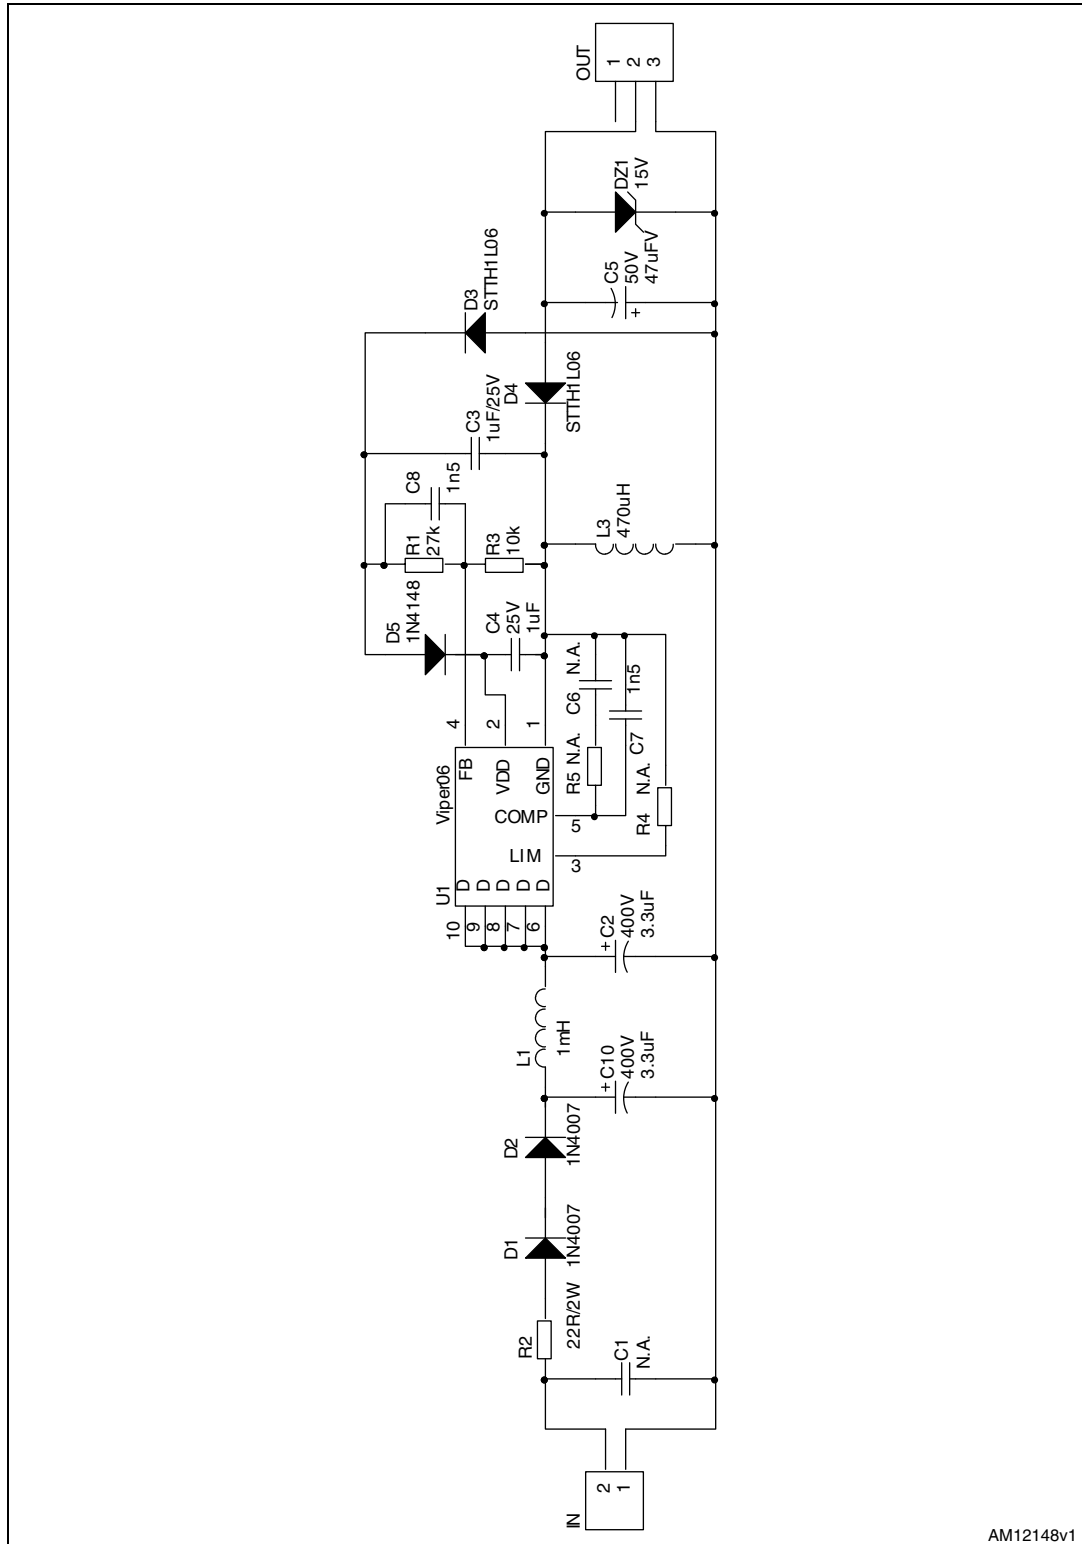 IN
2
1
C1
N.A.
R2
22R/2W
D1
1N4007
D2
1N4007
+
C10
400V
3.3uF
L1
1mH
+
C2
400V
3.3uF
U1
Viper06
10
9
8
7
6
D
D
D
D
D
LIM
3
COMP
5
FB
4
VDD
2
GND
1
R4
N.A.
R5
N.A.
C7
1n5
C6
N.A.
D5
1N4148
C4
25V
1uF
R1
27k
R3
10k
C8
1n5
L3
470uH
C3
1uF/25V
D4
STTH1L06
D3
STTH1L06
+
C5
50V
47uFV
DZ1
15V
OUT
1
2
3
AM12148v1